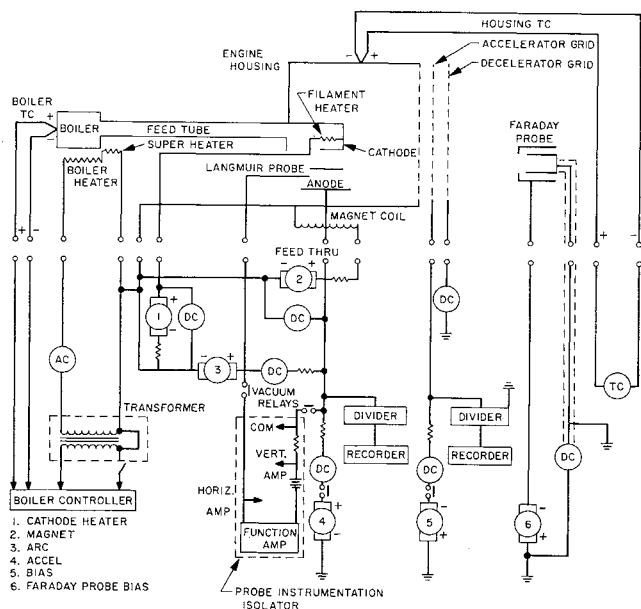 HOUSING TC
- +
ENGINE
HOUSING
ACCELERATOR GRID
DECELERATOR GRID
FILAMENT
HEATER
BOILER
TC
+
-
BOILER
FEED TUBE
SUPER HEATER
CATHODE
FARADAY
PROBE
BOILER
HEATER
LANGMUIR PROBE
ANODE
MAGNET COIL
+ -
+ -
FEED THRU
- 2 +
DC
1 + -
DC
DC
AC
- 3 +
DC
TC
VACUUM
RELAYS
TRANSFORMER
COM
DIVIDER
DIVIDER
VERT.
AMP
RECORDER
RECORDER
DC
DC
DC
HORIZ.
AMP
BOILER CONTROLLER
FUNCTION
AMP
4 + -
5 - +
6 - +
1. CATHODE HEATER
2. MAGNET
3. ARC
4. ACCEL
5. BIAS
6. FARADAY PROBE BIAS
PROBE INSTRUMENTATION
ISOLATOR